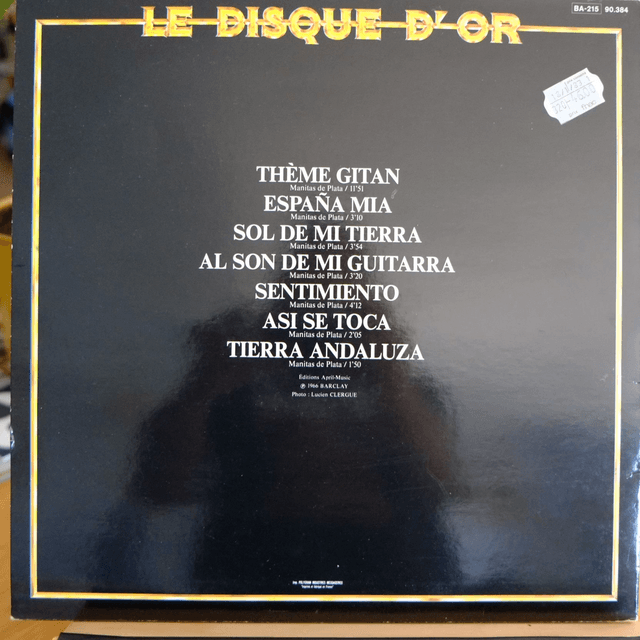 LE DISQUE D'OR
BA-215 90.384
THÈME GITAN
Manitas de Plata / 11'51
ESPAÑA MIA
Manitas de Plata / 3'10
SOL DE MI TIERRA
Manitas de Plata / 3'54
AL SON DE MI GUITARRA
Manitas de Plata / 3'20
SENTIMIENTO
Manitas de Plata / 4'12
ASI SE TOCA
Manitas de Plata / 2'05
TIERRA ANDALUZA
Manitas de Plata / 1'50
Editions April-Music
℗ 1966 BARCLAY
Photo : Lucien CLERGUE